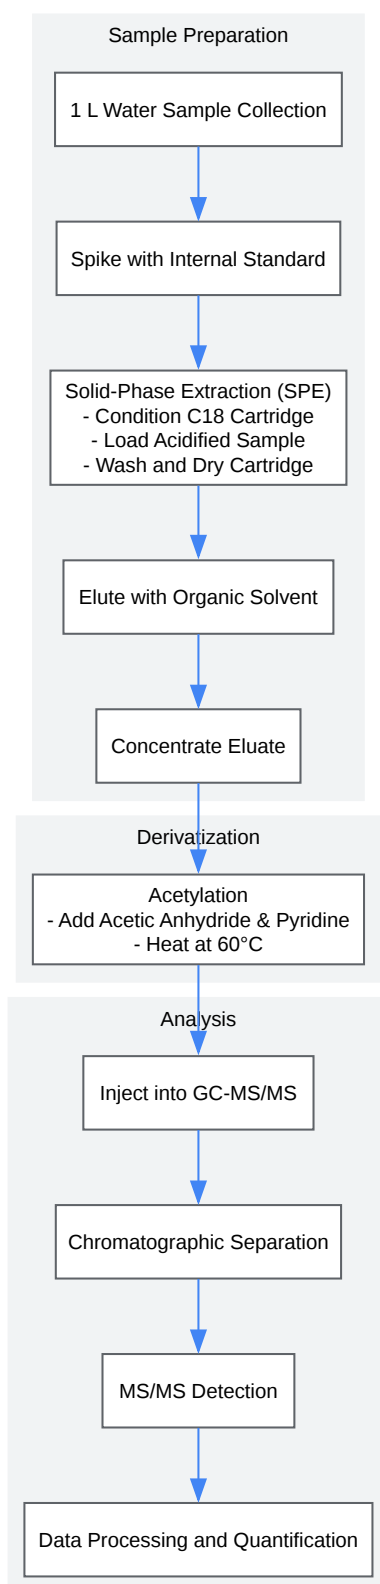 Sample Preparation
1 L Water Sample Collection
Spike with Internal Standard
Solid-Phase Extraction (SPE)
- Condition C18 Cartridge
- Load Acidified Sample
- Wash and Dry Cartridge
Elute with Organic Solvent
Concentrate Eluate
Derivatization
Acetylation
- Add Acetic Anhydride & Pyridine
- Heat at 60°C
Analysis
Inject into GC-MS/MS
Chromatographic Separation
MS/MS Detection
Data Processing and Quantification